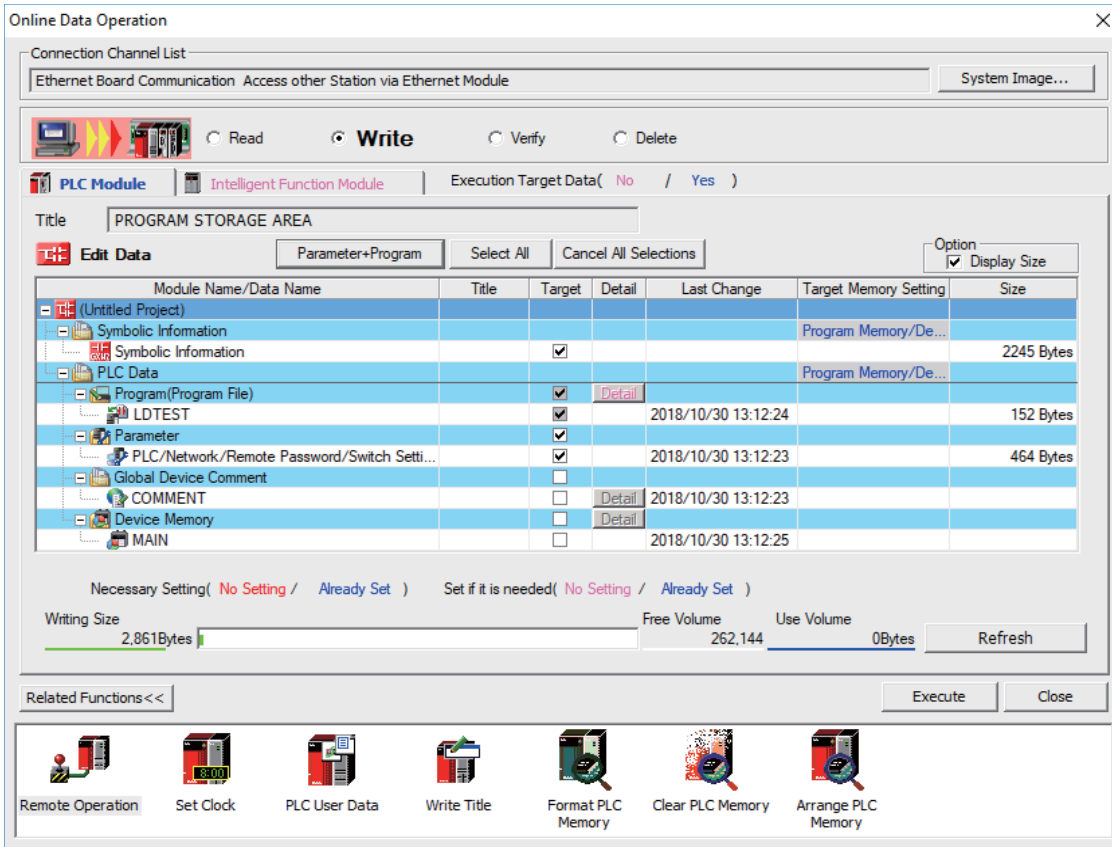 Online Data Operation
Connection Channel List
Ethernet Board Communication Access other Station via Ethernet Module
System Image...
Read
Write
Verify
Delete
PLC Module
Intelligent Function Module
Execution Target Data( No / Yes )
Title PROGRAM STORAGE AREA
Edit Data
Parameter+Program
Select All
Cancel All Selections
Option
Display Size
Module Name/Data Name Title Target Detail Last Change Target Memory Setting Size
(Untitled Project)
Symbolic Information Program Memory/De...
Symbolic Information 2245 Bytes
PLC Data Program Memory/De...
Program(Program File) Detail
LDTEST 2018/10/30 13:12:24 152 Bytes
Parameter
PLC/Network/Remote Password/Switch Setti... 2018/10/30 13:12:23 464 Bytes
Global Device Comment
COMMENT Detail 2018/10/30 13:12:23
Device Memory Detail
MAIN 2018/10/30 13:12:25
Necessary Setting( No Setting / Already Set ) Set if it is needed( No Setting / Already Set )
Writing Size Free Volume Use Volume
2,861Bytes 262,144 0Bytes Refresh
Related Functions<<
Execute
Close
8:00
Remote Operation
Set Clock
PLC User Data
Write Title
Format PLC
Memory
Clear PLC Memory
Arrange PLC
Memory